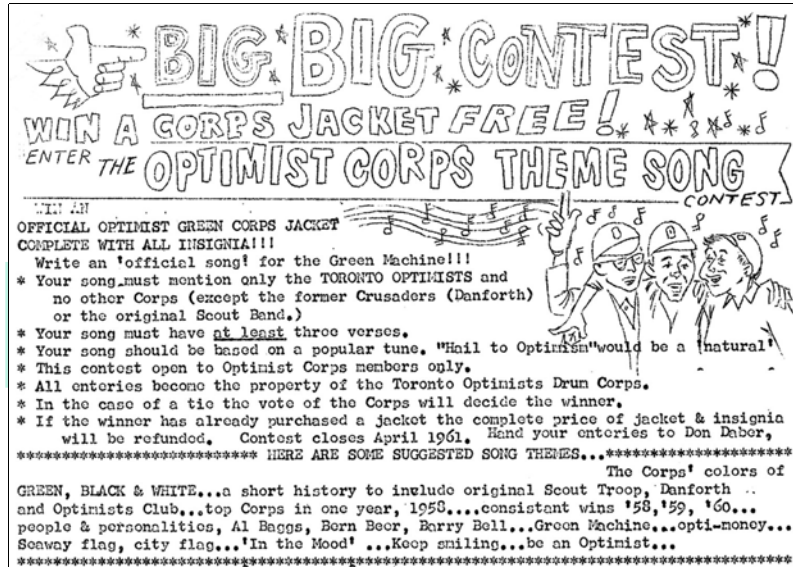 BIG BIG CONTEST!
WIN A CORPS JACKET FREE!
ENTER THE OPTIMIST CORPS THEME SONG
CONTEST
WIN AN
OFFICIAL OPTIMIST GREEN CORPS JACKET
COMPLETE WITH ALL INSIGNIA!!!
Write an 'official song' for the Green Machine!!!
* Your song must mention only the TORONTO OPTIMISTS and
no other Corps (except the former Crusaders (Danforth)
or the original Scout Band.)
* Your song must have at least three verses.
* Your song should be based on a popular tune. "Hail to Optimism"would be a 'natural'
* This contest open to Optimist Corps members only.
* All enteries become the property of the Toronto Optimists Drum Corps.
* In the case of a tie the vote of the Corps will decide the winner.
* If the winner has already purchased a jacket the complete price of jacket & insignia
will be refunded. Contest closes April 1961. Hand your enteries to Don Daber,
*************************** HERE ARE SOME SUGGESTED SONG THEMES...*********************
The Corps' colors of
GREEN, BLACK & WHITE...a short history to include original Scout Troop, Danforth ..
and Optimists Club...top Corps in one year, 1958....consistant wins '58,'59, '60...
people & personalities, Al Baggs, Bern Beer, Barry Bell...Green Machine...opti-money...
Seaway flag, city flag...'In the Mood' ...Keep smiling...be an Optimist...
*************************************************************************************